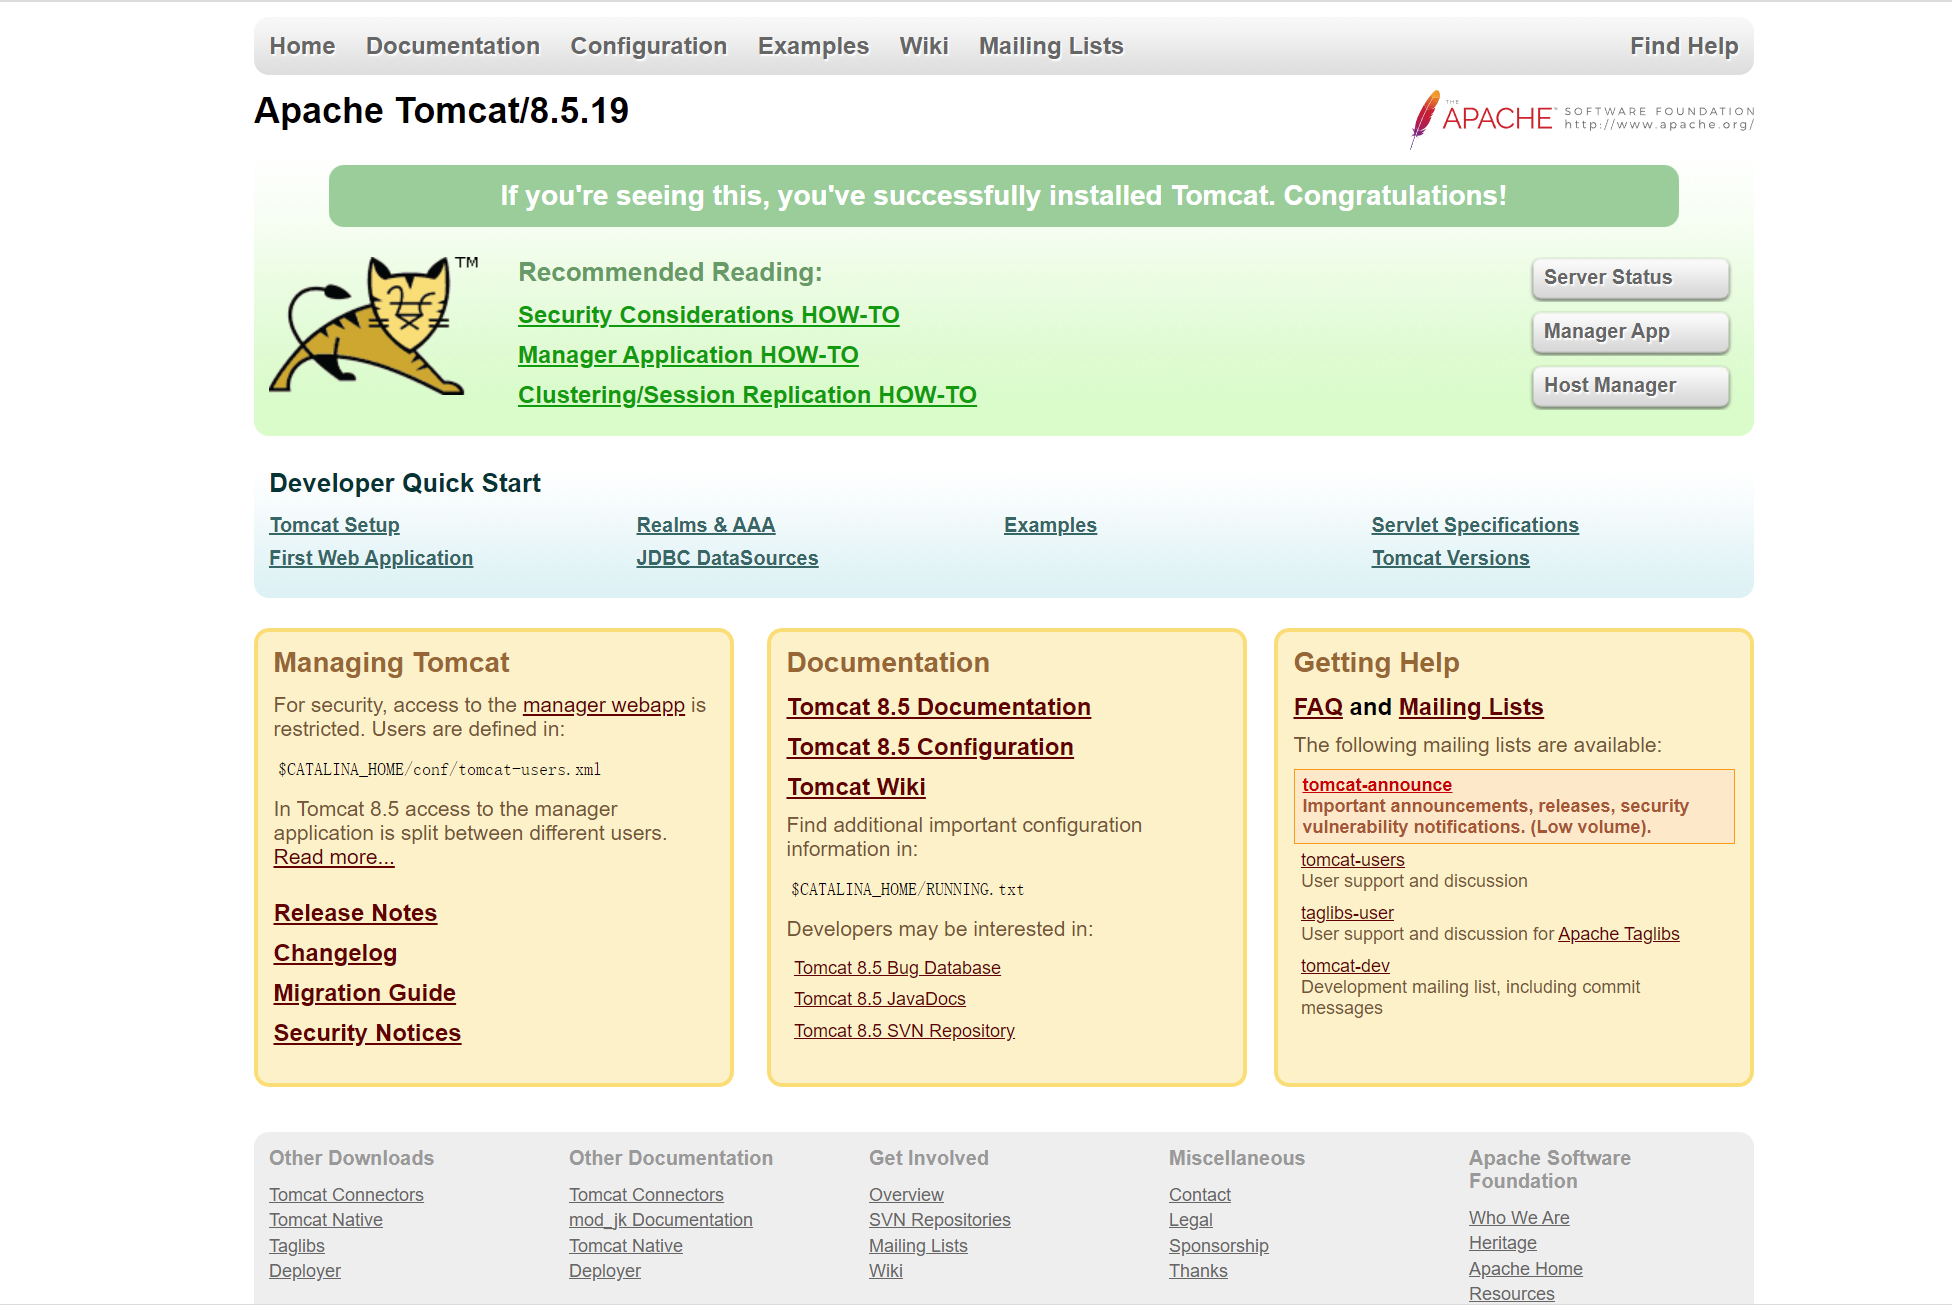 Home Documentation Configuration Examples Wiki Mailing Lists Find Help
Apache Tomcat/8.5.19
THE APACHE™ SOFTWARE FOUNDATION
http://www.apache.org/
If you're seeing this, you've successfully installed Tomcat. Congratulations!
TM
Recommended Reading:
Security Considerations HOW-TO
Manager Application HOW-TO
Clustering/Session Replication HOW-TO
Server Status
Manager App
Host Manager
Developer Quick Start
Tomcat Setup
First Web Application
Realms & AAA
JDBC DataSources
Examples
Servlet Specifications
Tomcat Versions
Managing Tomcat
For security, access to the manager webapp is
restricted. Users are defined in:
$CATALINA_HOME/conf/tomcat-users.xml
In Tomcat 8.5 access to the manager
application is split between different users.
Read more...
Release Notes
Changelog
Migration Guide
Security Notices
Documentation
Tomcat 8.5 Documentation
Tomcat 8.5 Configuration
Tomcat Wiki
Find additional important configuration
information in:
$CATALINA_HOME/RUNNING.txt
Developers may be interested in:
Tomcat 8.5 Bug Database
Tomcat 8.5 JavaDocs
Tomcat 8.5 SVN Repository
Getting Help
FAQ and Mailing Lists
The following mailing lists are available:
tomcat-announce
Important announcements, releases, security
vulnerability notifications. (Low volume).
tomcat-users
User support and discussion
taglibs-user
User support and discussion for Apache Taglibs
tomcat-dev
Development mailing list, including commit
messages
Other Downloads
Tomcat Connectors
Tomcat Native
Taglibs
Deployer
Other Documentation
Tomcat Connectors
mod_jk Documentation
Tomcat Native
Deployer
Get Involved
Overview
SVN Repositories
Mailing Lists
Wiki
Miscellaneous
Contact
Legal
Sponsorship
Thanks
Apache Software
Foundation
Who We Are
Heritage
Apache Home
Resources